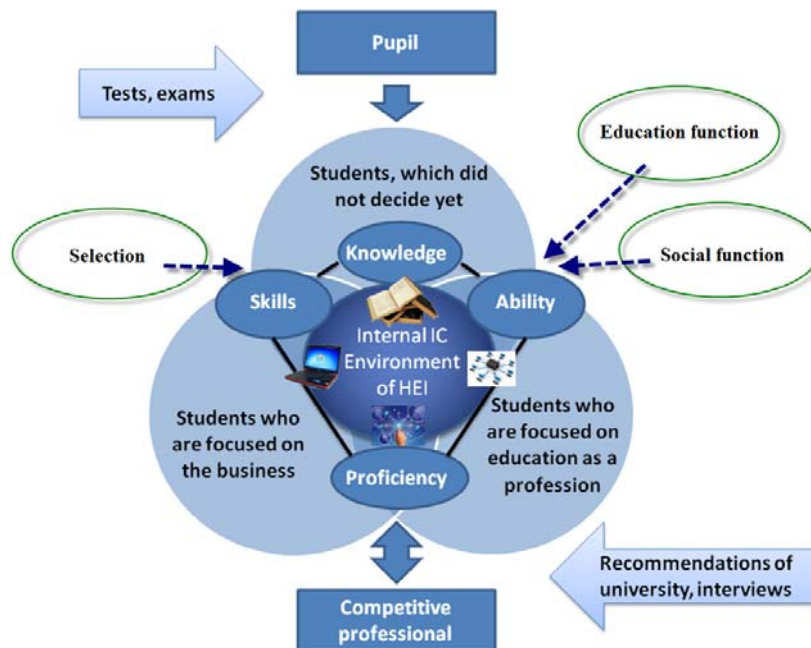 Pupil
Tests, exams
Education function
Students, which did
not decide yet
Selection
Knowledge
Social function
Skills
Ability
Internal IC
Environment
of HEI
Students who
are focused on
the business
Students who
are focused on
education as a
profession
Proficiency
Recommendations of
university, interviews
Competitive
professional